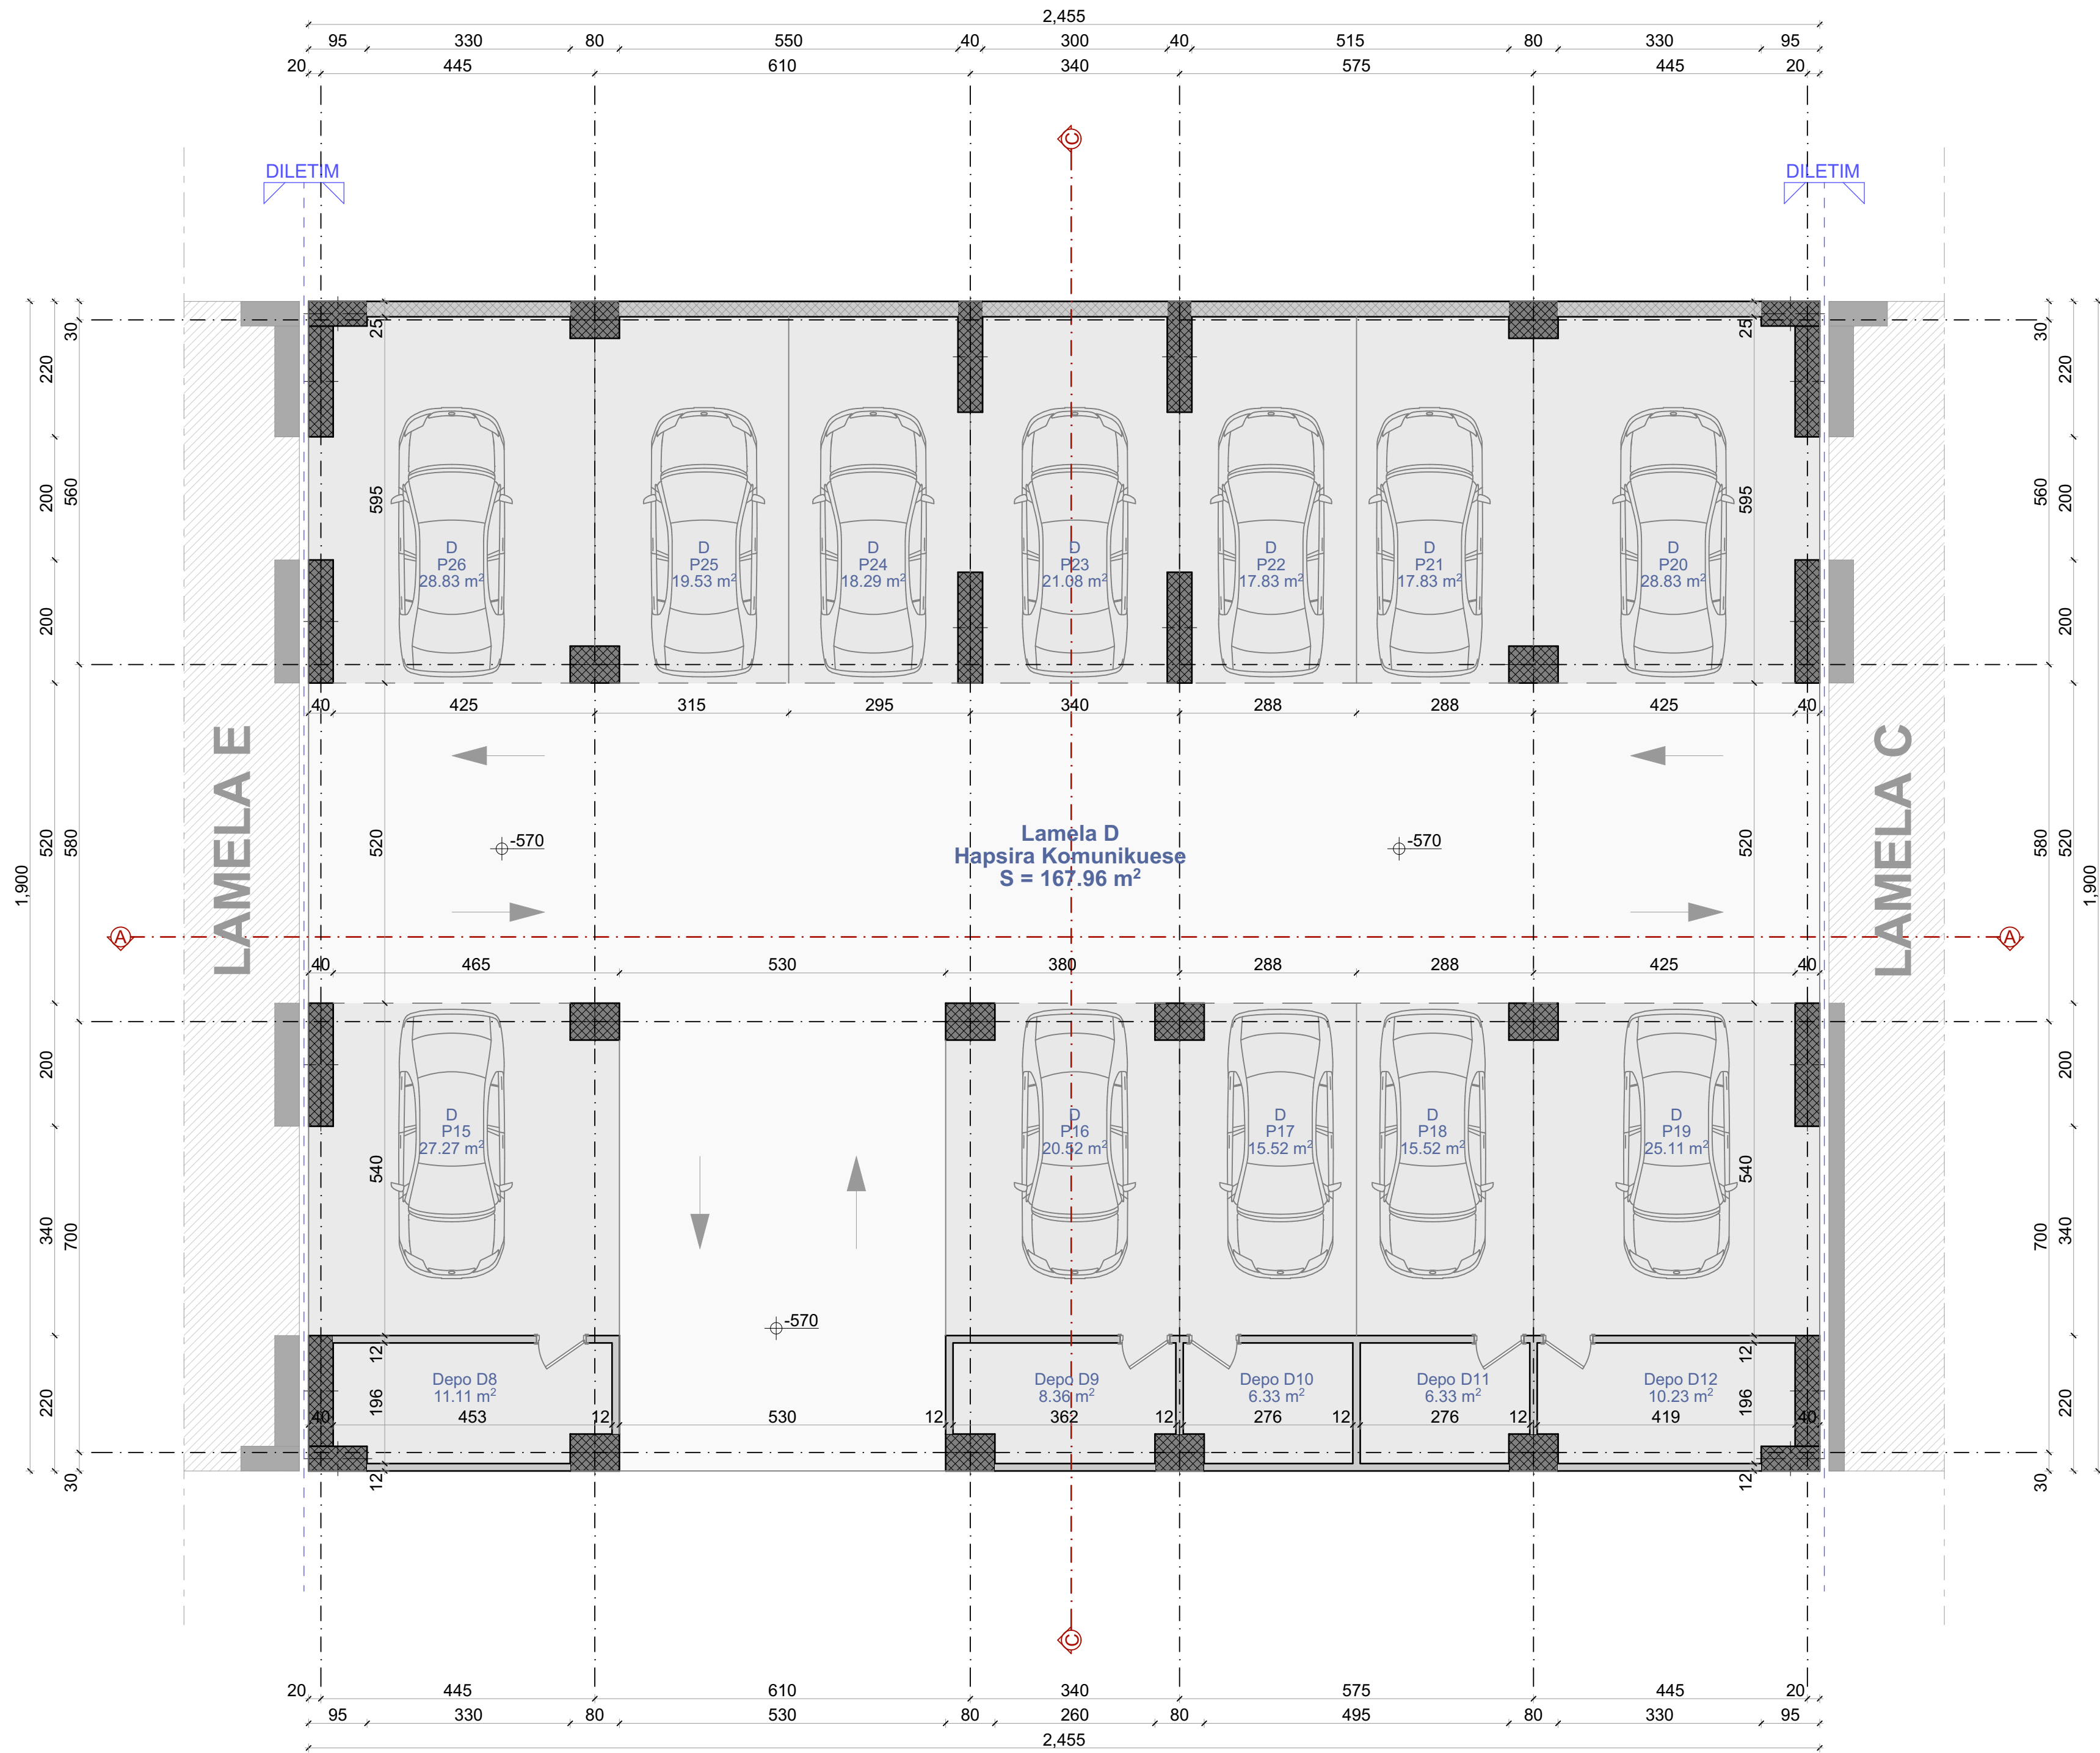 2,455
95 330 80 550 40 300 40 515 80 330 95
20 445 610 340 575 445 20
C
DILETIM DILETIM
30 25 25 30
220 220
560 200 595 595 560 200
D
P26
28.83 m²
D
P25
19.53 m²
D
P24
18.29 m²
D
P23
21.08 m²
D
P22
17.83 m²
D
P21
17.83 m²
D
P20
28.83 m²
200 200
40 425 315 295 340 288 288 425 40
LAMELA E
LAMELA C
-570 -570
Lamela D
Hapsira Komunikuese
S = 167.96 m²
1,900 520 580 520 520 580 520 1,900
A A
40 465 530 380 288 288 425 40
200 200
D
P15
27.27 m²
D
P16
20.52 m²
D
P17
15.52 m²
D
P18
15.52 m²
D
P19
25.11 m²
340 700 540 540 700 340
-570
12 12
Depo D8
11.11 m²
Depo D9
8.36 m²
Depo D10
6.33 m²
Depo D11
6.33 m²
Depo D12
10.23 m²
220 196 196 220
40 453 12 530 12 362 12 276 12 276 12 419 40
30 12 12 30
C
20 445 610 340 575 445 20
95 330 80 530 80 260 80 495 80 330 95
2,455